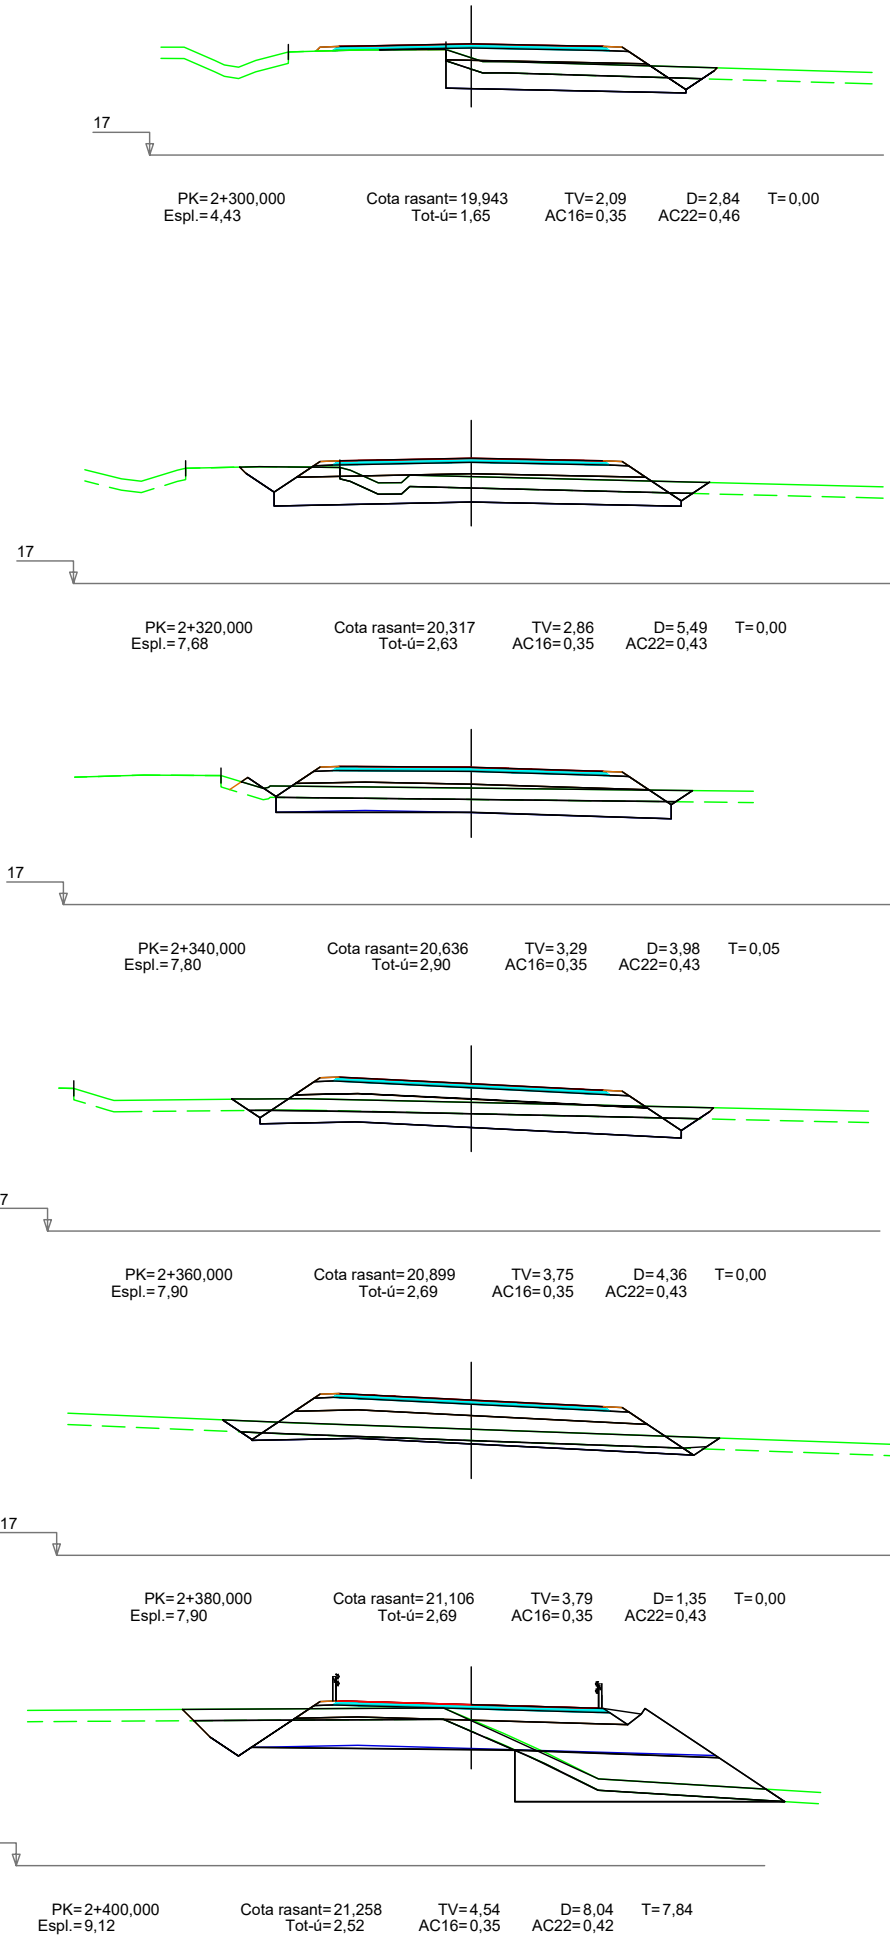 17
PK=2+300,000 Cota rasant=19,943 TV=2,09 D=2,84 T=0,00
Espl.=4,43 Tot-ú=1,65 AC16=0,35 AC22=0,46
17
PK=2+320,000 Cota rasant=20,317 TV=2,86 D=5,49 T=0,00
Espl.=7,68 Tot-ú=2,63 AC16=0,35 AC22=0,43
17
PK=2+340,000 Cota rasant=20,636 TV=3,29 D=3,98 T=0,05
Espl.=7,80 Tot-ú=2,90 AC16=0,35 AC22=0,43
7
PK=2+360,000 Cota rasant=20,899 TV=3,75 D=4,36 T=0,00
Espl.=7,90 Tot-ú=2,69 AC16=0,35 AC22=0,43
17
PK=2+380,000 Cota rasant=21,106 TV=3,79 D=1,35 T=0,00
Espl.=7,90 Tot-ú=2,69 AC16=0,35 AC22=0,43
PK=2+400,000 Cota rasant=21,258 TV=4,54 D=8,04 T=7,84
Espl.=9,12 Tot-ú=2,52 AC16=0,35 AC22=0,42